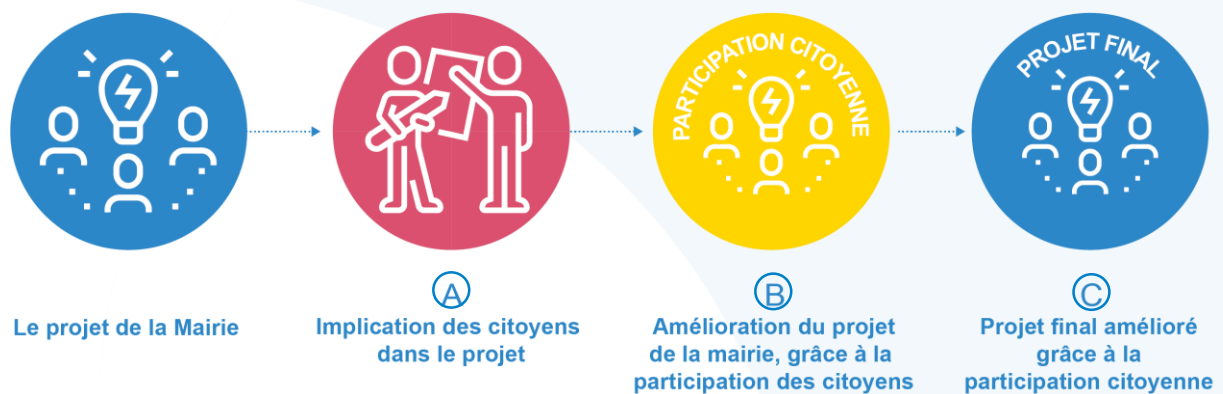 PARTICIPATION CITOYENNE
PROJET FINAL
A
B
C
Le projet de la Mairie
Implication des citoyens
dans le projet
Amélioration du projet
de la mairie, grâce à la
participation des citoyens
Projet final amélioré
grâce à la
participation citoyenne